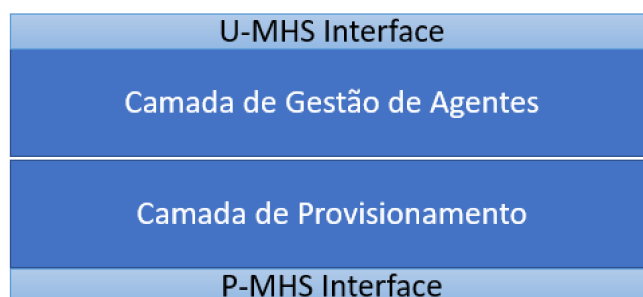 U-MHS Interface
Camada de Gestão de Agentes
Camada de Provisionamento
P-MHS Interface